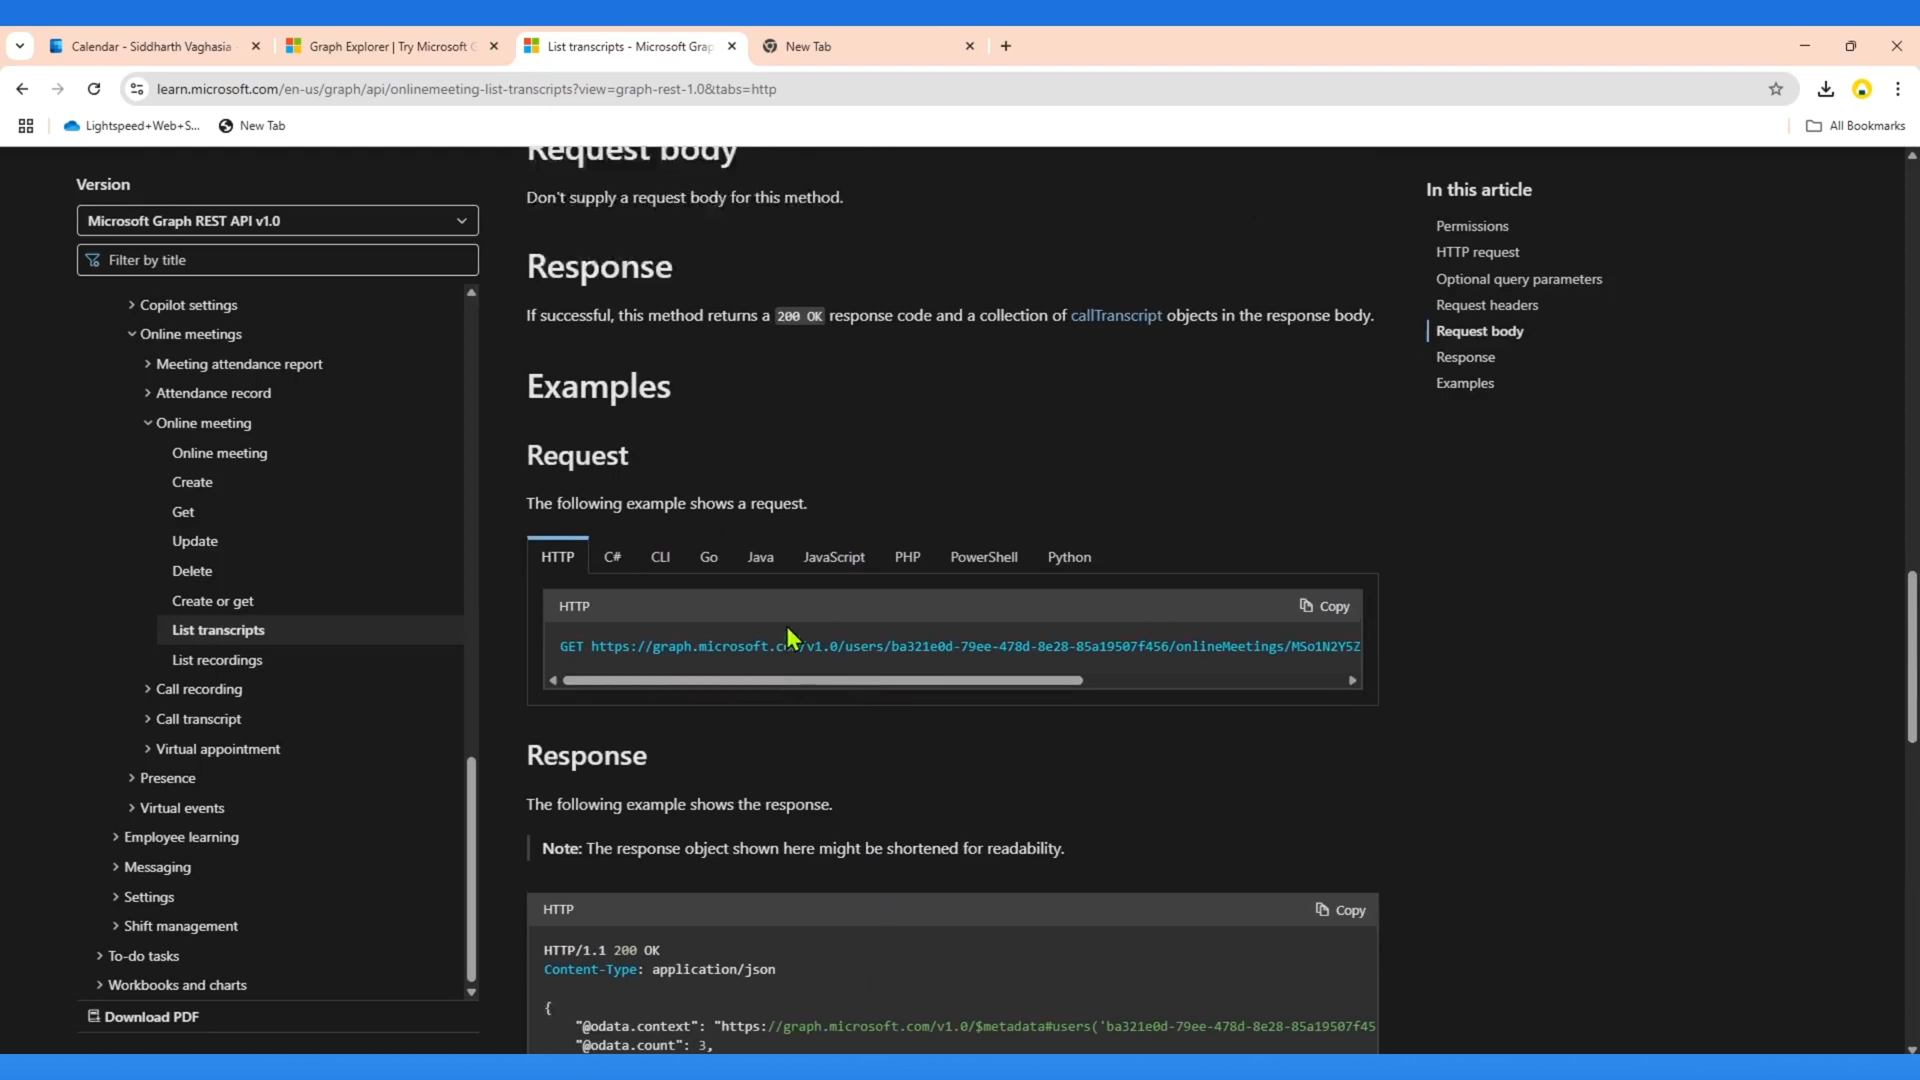 Calendar - Siddharth Vaghasia
Graph Explorer | Try Microsoft G
List transcripts - Microsoft Grap
New Tab
learn.microsoft.com/en-us/graph/api/onlinemeeting-list-transcripts?view=graph-rest-1.0&tabs=http
Lightspeed+Web+S...
New Tab
All Bookmarks
Version
Microsoft Graph REST API v1.0
Filter by title
Copilot settings
Online meetings
Meeting attendance report
Attendance record
Online meeting
Online meeting
Create
Get
Update
Delete
Create or get
List transcripts
List recordings
Call recording
Call transcript
Virtual appointment
Presence
Virtual events
Employee learning
Messaging
Settings
Shift management
To-do tasks
Workbooks and charts
Download PDF
Request body
Don't supply a request body for this method.
Response
If successful, this method returns a 200 OK response code and a collection of callTranscript objects in the response body.
Examples
Request
The following example shows a request.
HTTP C# CLI Go Java JavaScript PHP PowerShell Python
HTTP
Copy
GET https://graph.microsoft.com/v1.0/users/ba321e0d-79ee-478d-8e28-85a19507f456/onlineMeetings/MSo1N2Y5Z
Response
The following example shows the response.
Note: The response object shown here might be shortened for readability.
HTTP
Copy
HTTP/1.1 200 OK
Content-Type: application/json
{
"@odata.context": "https://graph.microsoft.com/v1.0/$metadata#users('ba321e0d-79ee-478d-8e28-85a19507f45
"@odata.count": 3,
In this article
Permissions
HTTP request
Optional query parameters
Request headers
Request body
Response
Examples